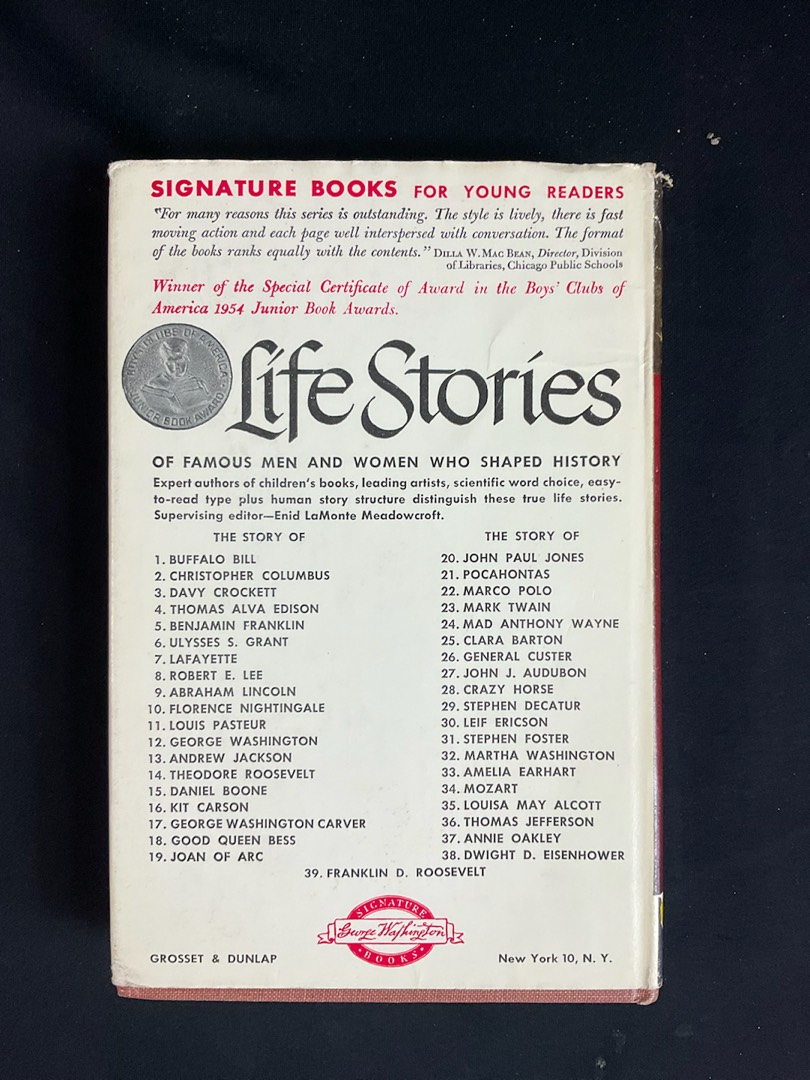 SIGNATURE BOOKS FOR YOUNG READERS
"For many reasons this series is outstanding. The style is lively, there is fast
moving action and each page well interspersed with conversation. The format
of the books ranks equally with the contents." DILLA W. MAC BEAN, Director, Division
of Libraries, Chicago Public Schools
Winner of the Special Certificate of Award in the Boys' Clubs of
America 1954 Junior Book Awards.
BOYS' CLUBS OF AMERICA
JUNIOR BOOK AWARD
Life Stories
OF FAMOUS MEN AND WOMEN WHO SHAPED HISTORY
Expert authors of children's books, leading artists, scientific word choice, easy-
to-read type plus human story structure distinguish these true life stories.
Supervising editor—Enid LaMonte Meadowcroft.
THE STORY OF
1. BUFFALO BILL
2. CHRISTOPHER COLUMBUS
3. DAVY CROCKETT
4. THOMAS ALVA EDISON
5. BENJAMIN FRANKLIN
6. ULYSSES S. GRANT
7. LAFAYETTE
8. ROBERT E. LEE
9. ABRAHAM LINCOLN
10. FLORENCE NIGHTINGALE
11. LOUIS PASTEUR
12. GEORGE WASHINGTON
13. ANDREW JACKSON
14. THEODORE ROOSEVELT
15. DANIEL BOONE
16. KIT CARSON
17. GEORGE WASHINGTON CARVER
18. GOOD QUEEN BESS
19. JOAN OF ARC
THE STORY OF
20. JOHN PAUL JONES
21. POCAHONTAS
22. MARCO POLO
23. MARK TWAIN
24. MAD ANTHONY WAYNE
25. CLARA BARTON
26. GENERAL CUSTER
27. JOHN J. AUDUBON
28. CRAZY HORSE
29. STEPHEN DECATUR
30. LEIF ERICSON
31. STEPHEN FOSTER
32. MARTHA WASHINGTON
33. AMELIA EARHART
34. MOZART
35. LOUISA MAY ALCOTT
36. THOMAS JEFFERSON
37. ANNIE OAKLEY
38. DWIGHT D. EISENHOWER
39. FRANKLIN D. ROOSEVELT
SIGNATURE
George Washington
BOOKS
GROSSET & DUNLAP
New York 10, N. Y.